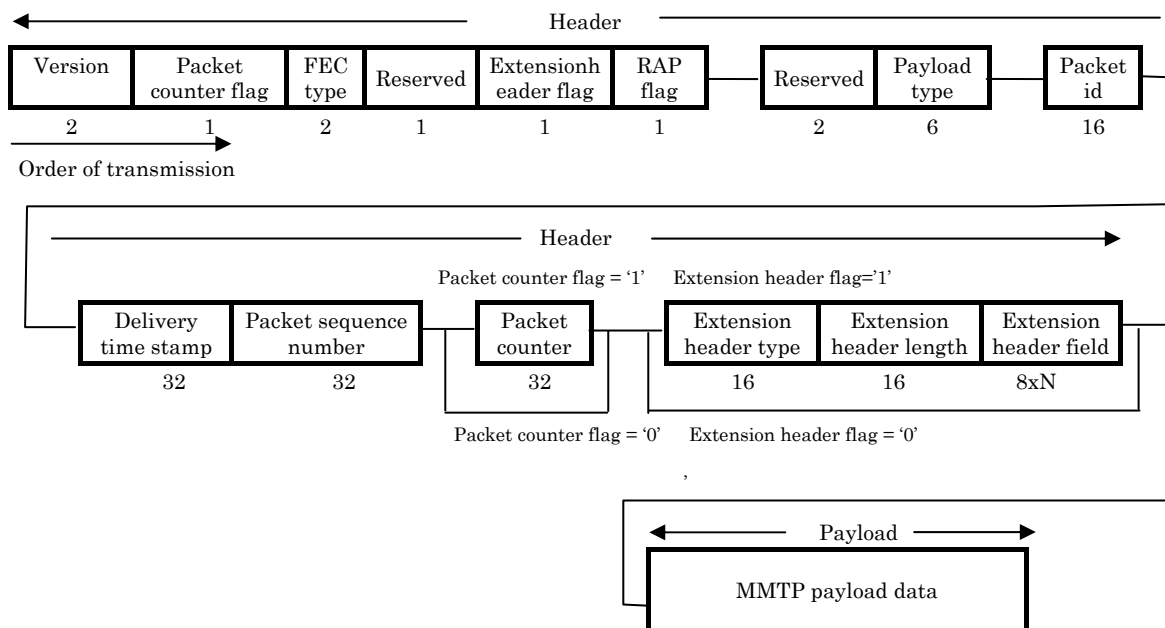 Header
Version
Packet
counter flag
FEC
type
Reserved
Extensionh
eader flag
RAP
flag
Reserved
Payload
type
Packet
id
2
1
2
1
1
1
2
6
16
Order of transmission
Header
Packet counter flag = ‘1’
Extension header flag=’1’
Delivery
time stamp
Packet sequence
number
Packet
counter
Extension
header type
Extension
header length
Extension
header field
32
32
32
16
16
8xN
Packet counter flag = ‘0’
Extension header flag = ‘0’
,
Payload
MMTP payload data